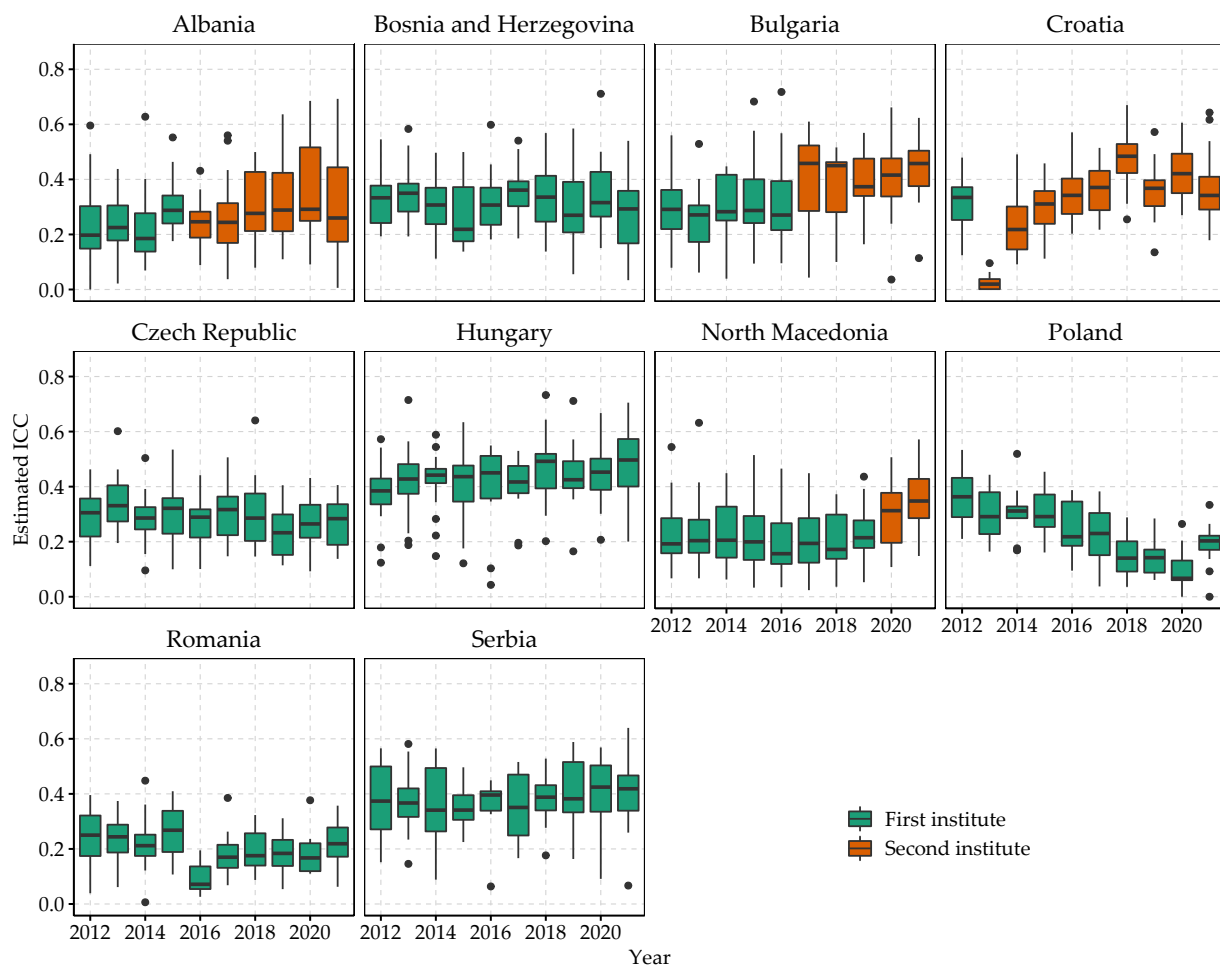 Albania
Bosnia and Herzegovina
Bulgaria
Croatia
0.8
0.6
0.4
0.2
0.0
Czech Republic
Hungary
North Macedonia
Poland
0.8
0.6
0.4
0.2
0.0
2012 2014 2016 2018 2020
2012 2014 2016 2018 2020
Romania
Serbia
0.8
0.6
0.4
0.2
0.0
2012 2014 2016 2018 2020
2012 2014 2016 2018 2020
Estimated ICC
Year
First institute
Second institute